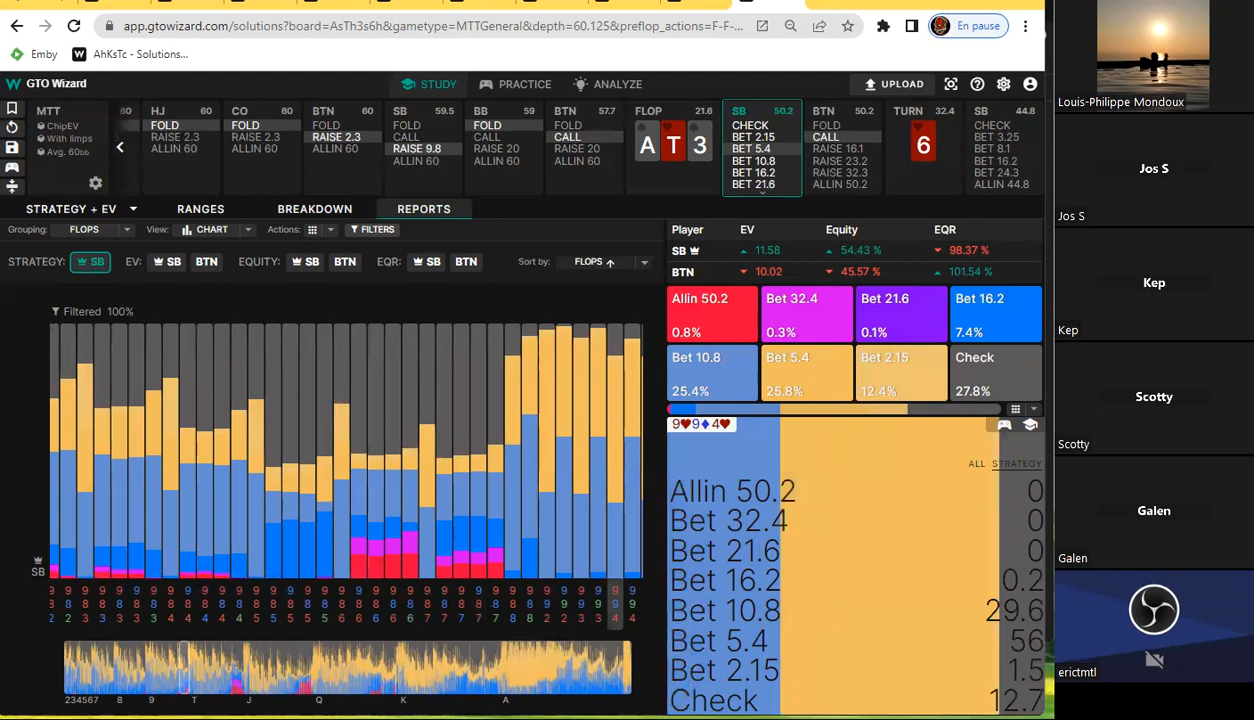 app.gtowizard.com/solutions?board=AsTh3s6h&gametype=MTTGeneral&depth=60.125&preflop_actions=F-F-...
En pause
Emby
AhKsTc - Solutions...
GTO Wizard
STUDY
PRACTICE
ANALYZE
UPLOAD
MTT 60
ChipEV
With limps
Avg. 60bb
HJ 60
FOLD
RAISE 2.3
ALLIN 60
CO 60
FOLD
RAISE 2.3
ALLIN 60
BTN 60
FOLD
RAISE 2.3
ALLIN 60
SB 59.5
FOLD
CALL
RAISE 9.8
ALLIN 60
BB 59
FOLD
RAISE 20
ALLIN 60
BTN 57.7
FOLD
CALL
RAISE 20
ALLIN 60
FLOP 21.6
A T 3
SB 50.2
CHECK
BET 2.15
BET 5.4
BET 10.8
BET 16.2
BET 21.6
BTN 50.2
FOLD
CALL
RAISE 16.1
RAISE 23.2
RAISE 32.3
ALLIN 50.2
TURN 32.4
6
SB 44.8
CHECK
BET 3.25
BET 8.1
BET 16.2
BET 24.3
ALLIN 44.8
STRATEGY + EV
RANGES
BREAKDOWN
REPORTS
Grouping: FLOPS
View: CHART
Actions:
FILTERS
STRATEGY: SB
EV: SB BTN
EQUITY: SB BTN
EQR: SB BTN
Sort by: FLOPS
Filtered 100%
SB
234567 8 9 T J Q K A
Player EV Equity EQR
SB 11.58 54.43 % 98.37 %
BTN 10.02 45.57 % 101.54 %
Allin 50.2
0.8%
Bet 32.4
0.3%
Bet 21.6
0.1%
Bet 16.2
7.4%
Bet 10.8
25.4%
Bet 5.4
25.8%
Bet 2.15
12.4%
Check
27.8%
9♥9♦4♥
ALL STRATEGY
Allin 50.2 0
Bet 32.4 0
Bet 21.6 0
Bet 16.2 0.2
Bet 10.8 29.6
Bet 5.4 56
Bet 2.15 1.5
Check 12.7
Louis-Philippe Mondoux
Jos S
Jos S
Kep
Kep
Scotty
Scotty
Galen
Galen
erictmtl